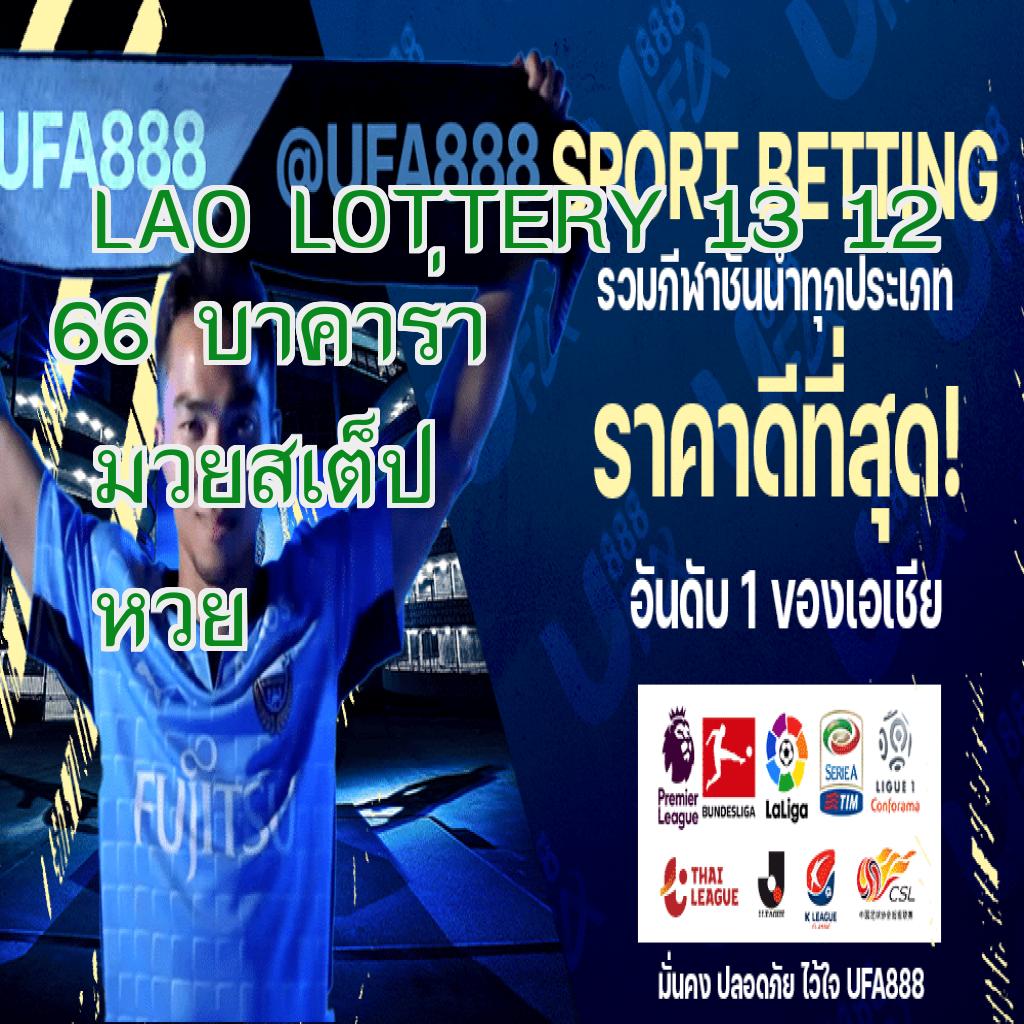 UFA888
@UFA888
SPORT BETTING
LAO LOTTERY 13 12
66 บาคาร่า
มวยสเต็ป
หวย
รวมกีฬาชั้นนำทุกประเภท
ราคาดีที่สุด!
อันดับ 1 ของเอเชีย
FUJITSU
Premier
League
BUNDESLIGA
LaLiga
SERIE A
TIM
LIGUE 1
Conforama
THAI
LEAGUE
J.LEAGUE
K LEAGUE
CSL
มั่นคง ปลอดภัย ไว้ใจ UFA888